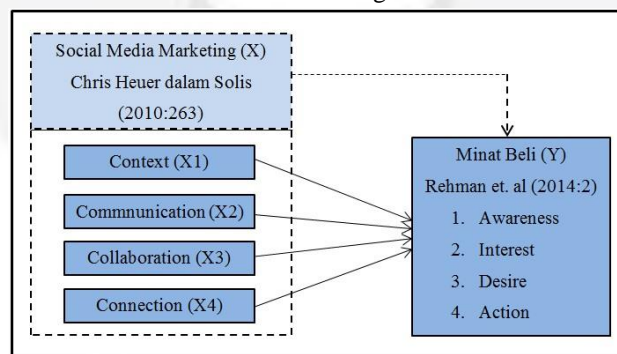 Social Media Marketing (X)
Chris Heuer dalam Solis
(2010:263)
Context (X1)
Commnunication (X2)
Collaboration (X3)
Connection (X4)
Minat Beli (Y)
Rehman et. al (2014:2)
1. Awareness
2. Interest
3. Desire
4. Action